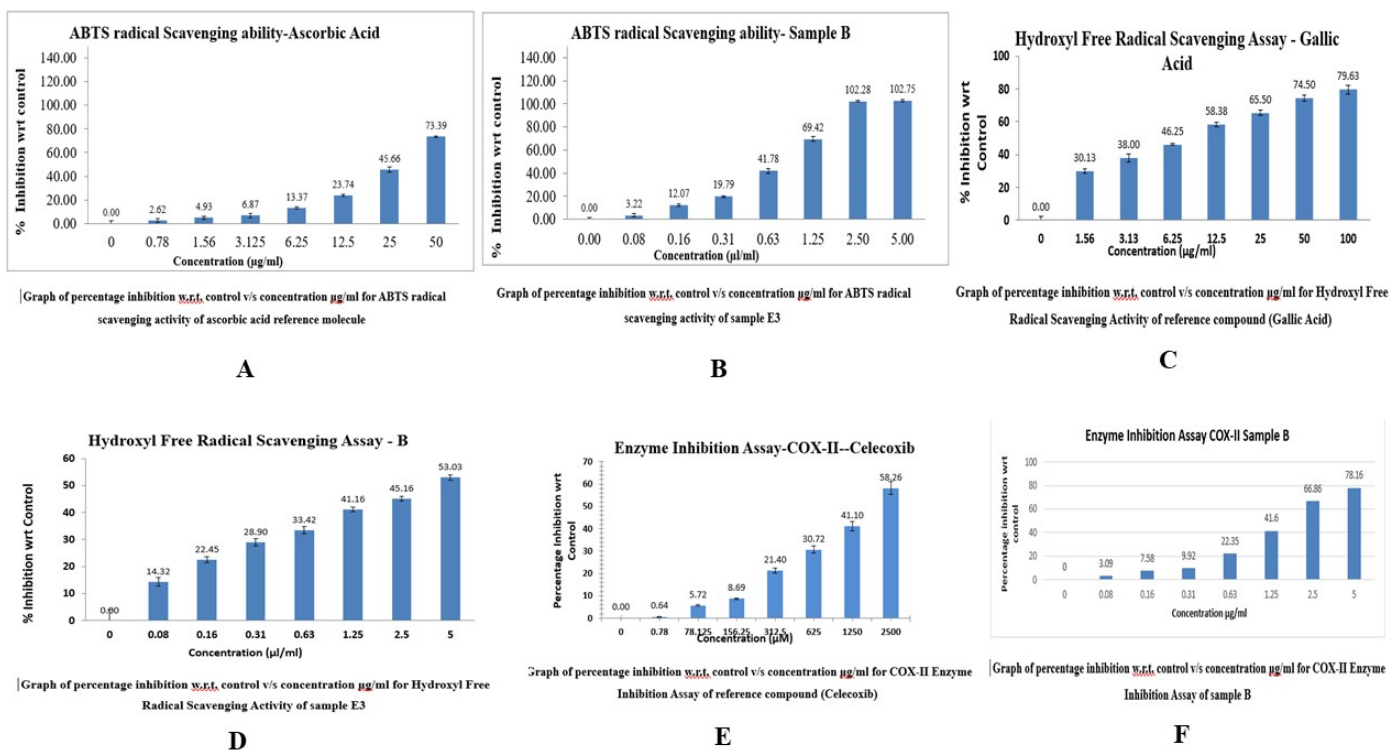 ABTS radical Scavenging ability-Ascorbic Acid
% Inhibition wrt control
140.00
120.00
100.00
80.00
60.00
40.00
20.00
0.00
0.00 2.62 4.93 6.87 13.37 23.74 45.66 73.39
0 0.78 1.56 3.125 6.25 12.5 25 50
Concentration (µg/ml)
Graph of percentage inhibition w.r.t. control v/s concentration µg/ml for ABTS radical
scavenging activity of ascorbic acid reference molecule
A
ABTS radical Scavenging ability- Sample B
% Inhibition wrt control
140.00
120.00
100.00
80.00
60.00
40.00
20.00
0.00
0.00 3.22 12.07 19.79 41.78 69.42 102.28 102.75
0.00 0.08 0.16 0.31 0.63 1.25 2.50 5.00
Concentration (µl/ml)
Graph of percentage inhibition w.r.t. control v/s concentration µg/ml for ABTS radical
scavenging activity of sample E3
B
Hydroxyl Free Radical Scavenging Assay - Gallic
Acid
% Inhibition wrt
Control
100
80
60
40
20
0
0.00 30.13 38.00 46.25 58.38 65.50 74.50 79.63
0 1.56 3.13 6.25 12.5 25 50 100
Concentration (µg/ml)
Graph of percentage inhibition w.r.t. control v/s concentration µg/ml for Hydroxyl Free
Radical Scavenging Activity of reference compound (Gallic Acid)
C
Hydroxyl Free Radical Scavenging Assay - B
% Inhibition wrt Control
60
50
40
30
20
10
0
0.00 14.32 22.45 28.90 33.42 41.16 45.16 53.03
0 0.08 0.16 0.31 0.63 1.25 2.5 5
Concentration (µl/ml)
Graph of percentage inhibition w.r.t. control v/s concentration µg/ml for Hydroxyl Free
Radical Scavenging Activity of sample E3
D
Enzyme Inhibition Assay-COX-II--Celecoxib
Percentage Inhibition wrt
Control
70
60
50
40
30
20
10
0
0.00 0.64 5.72 8.69 21.40 30.72 41.10 58.26
0 0.78 78.125 156.25 312.5 625 1250 2500
Concentration (µM)
Graph of percentage inhibition w.r.t. control v/s concentration µg/ml for COX-II Enzyme
Inhibition Assay of reference compound (Celecoxib)
E
Enzyme Inhibition Assay COX-II Sample B
Percentage inhibition wrt
control
100
80
60
40
20
0
0 3.09 7.58 9.92 22.35 41.6 66.86 78.16
0 0.08 0.16 0.31 0.63 1.25 2.5 5
Concentration µg/ml
Graph of percentage inhibition w.r.t. control v/s concentration µg/ml for COX-II Enzyme
Inhibition Assay of sample B
F